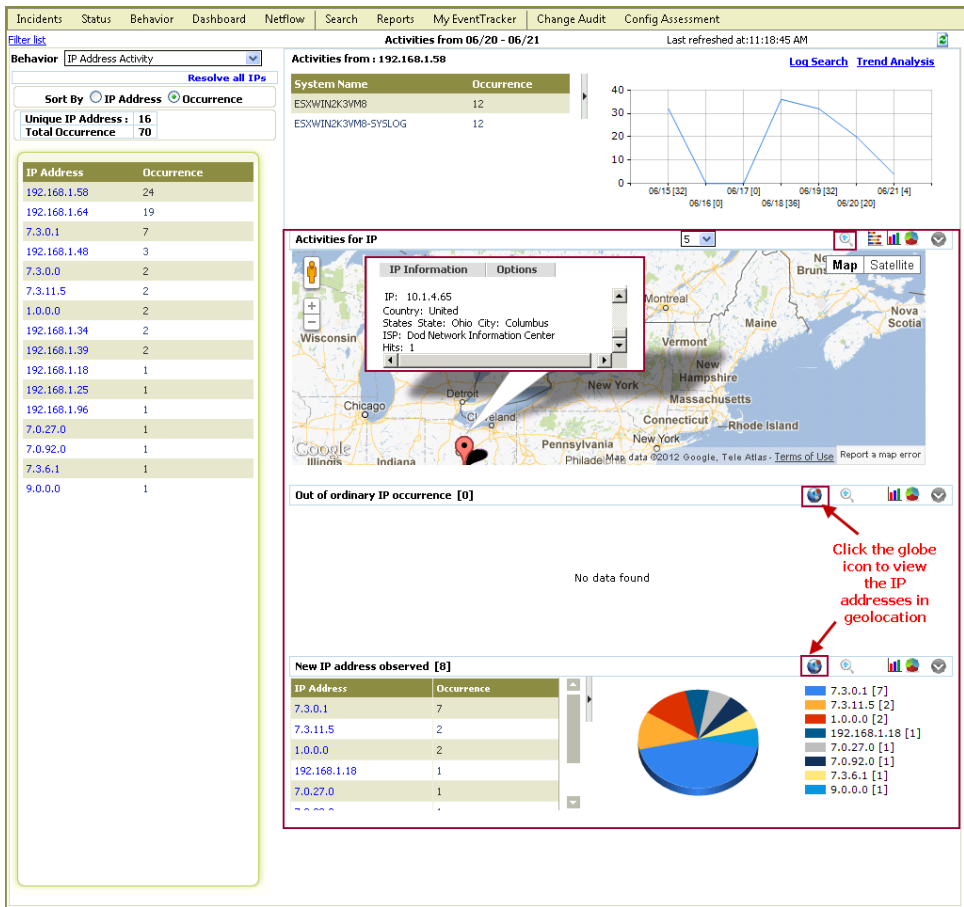 Incidents Status Behavior Dashboard Netflow Search Reports My EventTracker Change Audit Config Assessment
Filter list
Activities from 06/20 - 06/21
Last refreshed at:11:18:45 AM
Behavior IP Address Activity
Resolve all IPs
Sort By IP Address Occurrence
Unique IP Address : 16
Total Occurrence 70
IP Address Occurrence
192.168.1.58 24
192.168.1.64 19
7.3.0.1 7
192.168.1.48 3
7.3.0.0 2
7.3.11.5 2
1.0.0.0 2
192.168.1.34 2
192.168.1.39 2
192.168.1.18 1
192.168.1.25 1
192.168.1.96 1
7.0.27.0 1
7.0.92.0 1
7.3.6.1 1
9.0.0.0 1
Activities from : 192.168.1.58
Log Search Trend Analysis
System Name Occurrence
ESXWIN2K3VM8 12
ESXWIN2K3VM8-SYSLOG 12
40
30
20
10
0
06/15 [32] 06/17 [0] 06/19 [32] 06/21 [4]
06/16 [0] 06/18 [36] 06/20 [20]
Activities for IP
5
IP Information Options
IP: 10.1.4.65
Country: United
States State: Ohio City: Columbus
ISP: Dod Network Information Center
Hits: 1
Map Satellite
Montreal
Nova
Scotia
Maine
Wisconsin
Vermont
New
Hampshire
New York
Massachusetts
Detroit
Chicago
Connecticut
Rhode Island
Pennsylvania
New York
Google
Illinois
Indiana
Map data ©2012 Google, Tele Atlas - Terms of Use
Report a map error
Out of ordinary IP occurrence [0]
No data found
Click the globe
icon to view
the IP
addresses in
geolocation
New IP address observed [8]
IP Address Occurrence
7.3.0.1 7
7.3.11.5 2
1.0.0.0 2
192.168.1.18 1
7.0.27.0 1
7.3.0.1 [7]
7.3.11.5 [2]
1.0.0.0 [2]
192.168.1.18 [1]
7.0.27.0 [1]
7.0.92.0 [1]
7.3.6.1 [1]
9.0.0.0 [1]